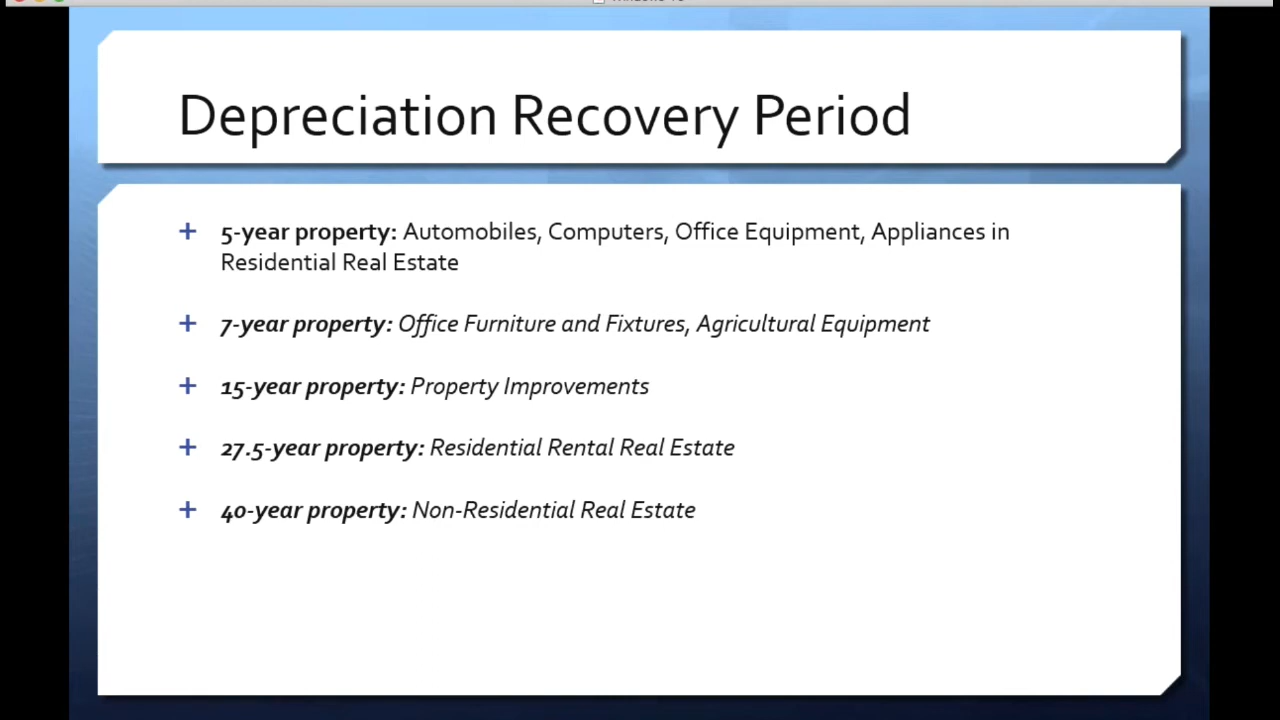 Depreciation Recovery Period
+ 5-year property: Automobiles, Computers, Office Equipment, Appliances in
Residential Real Estate
+ 7-year property: Office Furniture and Fixtures, Agricultural Equipment
+ 15-year property: Property Improvements
+ 27.5-year property: Residential Rental Real Estate
+ 40-year property: Non-Residential Real Estate